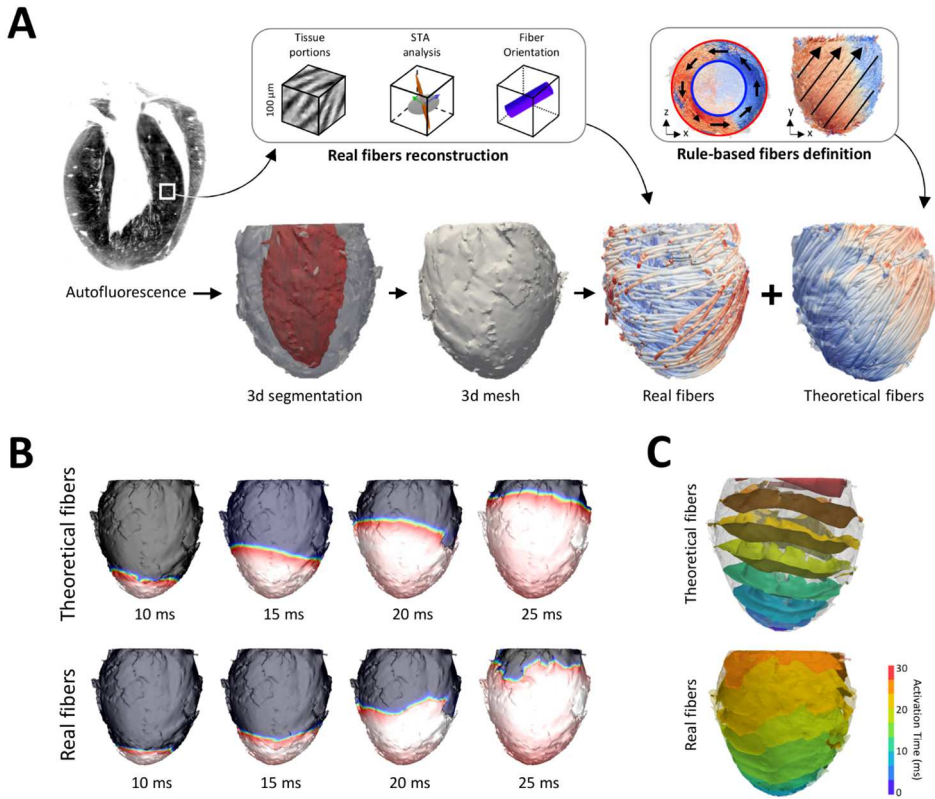 A
Tissue
portions
STA
analysis
Fiber
Orientation
100 µm
Real fibers reconstruction
z
x
y
x
Rule-based fibers definition
Autofluorescence
3d segmentation
3d mesh
Real fibers
+
Theoretical fibers
B
Theoretical fibers
10 ms
15 ms
20 ms
25 ms
Real fibers
10 ms
15 ms
20 ms
25 ms
C
Theoretical fibers
Real fibers
30
20
10
0
Activation Time (ms)